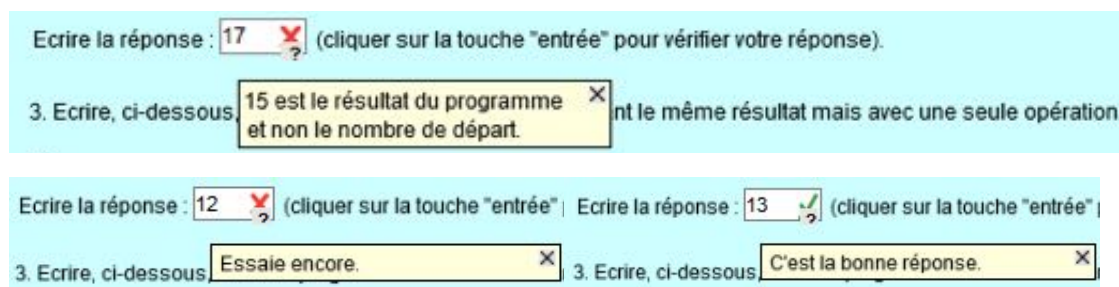 Ecrire la réponse : 17 ? (cliquer sur la touche "entrée" pour vérifier votre réponse).
3. Ecrire, ci-dessous, 15 est le résultat du programme et non le nombre de départ. nt le même résultat mais avec une seule opération
Ecrire la réponse : 12 ? (cliquer sur la touche "entrée"
3. Ecrire, ci-dessous, Essaie encore.
Ecrire la réponse : 13 ? (cliquer sur la touche "entrée"
3. Ecrire, ci-dessous, C'est la bonne réponse.